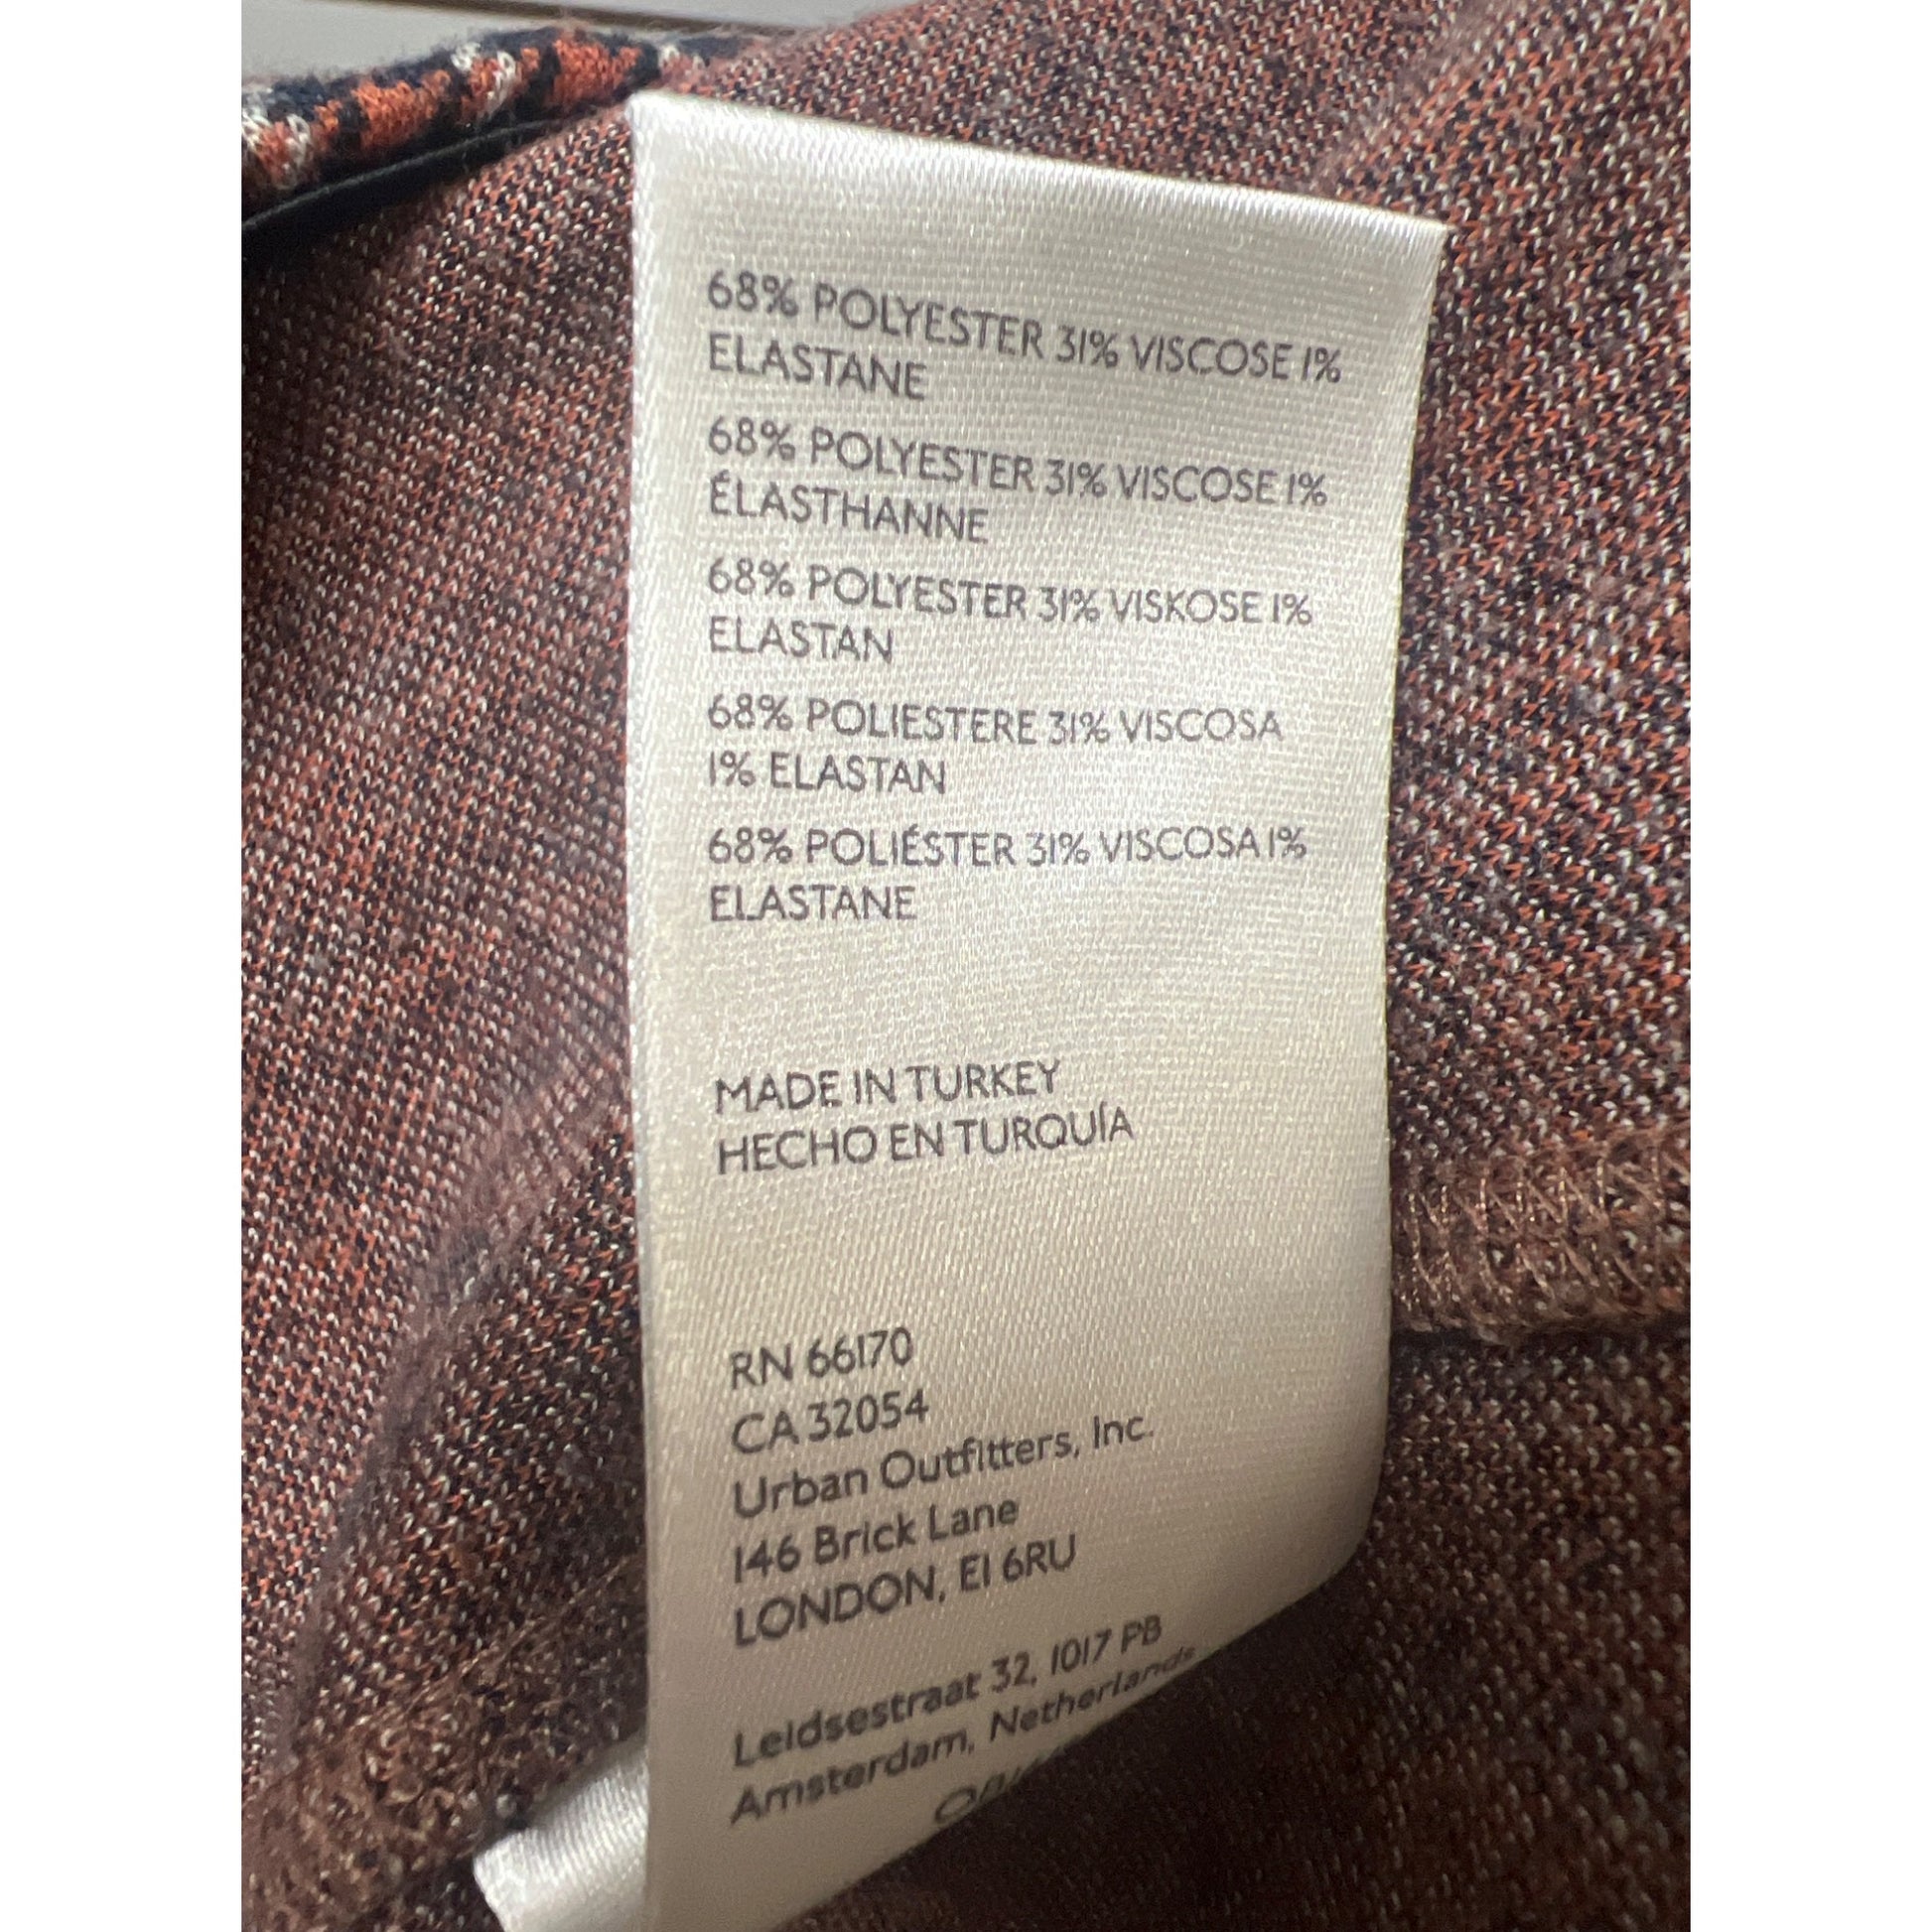 68% POLYESTER 31% VISCOSE 1%
ELASTANE
68% POLYESTER 31% VISCOSE 1%
ÉLASTHANNE
68% POLYESTER 31% VISKOSE 1%
ELASTAN
68% POLIESTERE 31% VISCOSA
1% ELASTAN
68% POLIÉSTER 31% VISCOSA 1%
ELASTANE
MADE IN TURKEY
HECHO EN TURQUÍA
RN 66170
CA 32054
Urban Outfitters, Inc.
146 Brick Lane
LONDON, E1 6RU
Leidsestraat 32, 1017 PB
Amsterdam, Netherlands